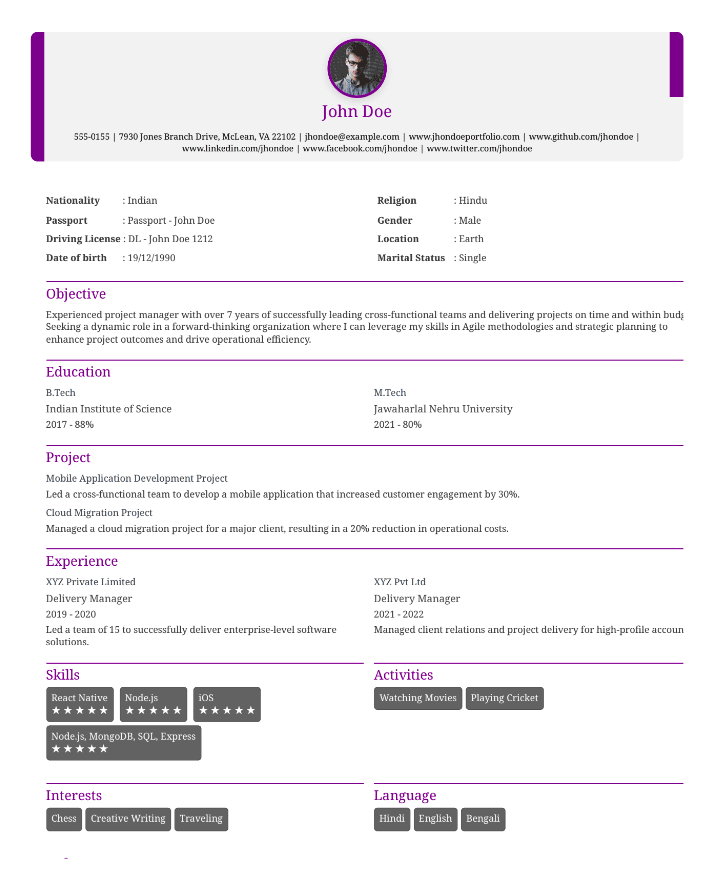 John Doe
555-0155 | 7930 Jones Branch Drive, McLean, VA 22102 | jhondoe@example.com | www.jhondoeportfolio.com | www.github.com/jhondoe |
www.linkedin.com/jhondoe | www.facebook.com/jhondoe | www.twitter.com/jhondoe
Nationality : Indian
Religion : Hindu
Passport : Passport - John Doe
Gender : Male
Driving License : DL - John Doe 1212
Location : Earth
Date of birth : 19/12/1990
Marital Status : Single
Objective
Experienced project manager with over 7 years of successfully leading cross-functional teams and delivering projects on time and within
Seeking a dynamic role in a forward-thinking organization where I can leverage my skills in Agile methodologies and strategic planning to
enhance project outcomes and drive operational efficiency.
Education
B.Tech
Indian Institute of Science
2017 - 88%
M.Tech
Jawaharlal Nehru University
2021 - 80%
Project
Mobile Application Development Project
Led a cross-functional team to develop a mobile application that increased customer engagement by 30%.
Cloud Migration Project
Managed a cloud migration project for a major client, resulting in a 20% reduction in operational costs.
Experience
XYZ Private Limited
Delivery Manager
2019 - 2020
Led a team of 15 to successfully deliver enterprise-level software
solutions.
XYZ Pvt Ltd
Delivery Manager
2021 - 2022
Managed client relations and project delivery for high-profile accoun
Skills
React Native
★ ★ ★ ★ ★
Node.js
★ ★ ★ ★ ★
iOS
★ ★ ★ ★ ★
Node.js, MongoDB, SQL, Express
★ ★ ★ ★ ★
Activities
Watching Movies
Playing Cricket
Interests
Chess
Creative Writing
Traveling
Language
Hindi
English
Bengali
-